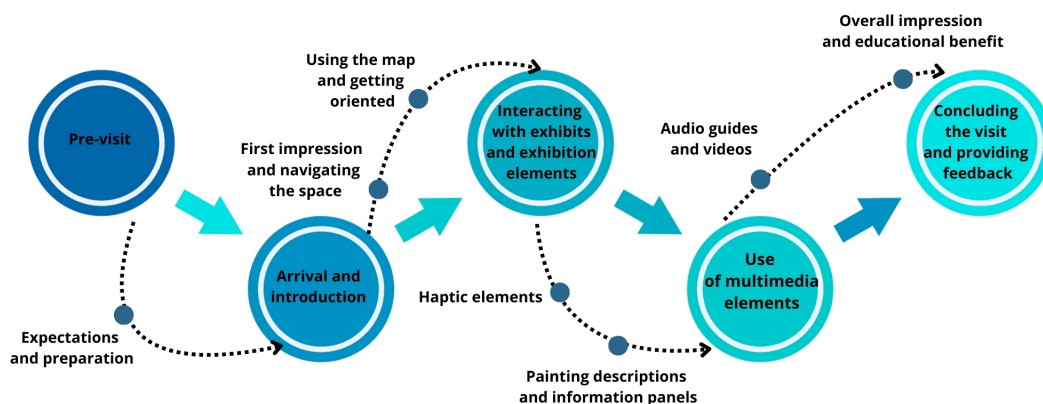 Pre-visit
Expectations
and preparation
Arrival and
introduction
First impression
and navigating
the space
Using the map
and getting
oriented
Interacting
with exhibits
and exhibition
elements
Haptic elements
Painting descriptions
and information panels
Use
of multimedia
elements
Audio guides
and videos
Overall impression
and educational benefit
Concluding
the visit
and providing
feedback